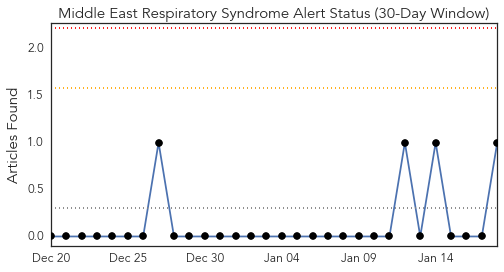 Middle East Respiratory Syndrome Alert Status (30-Day Window)
Articles Found
2.0
1.5
1.0
0.5
0.0
Dec 20 Dec 25 Dec 30 Jan 04 Jan 09 Jan 14